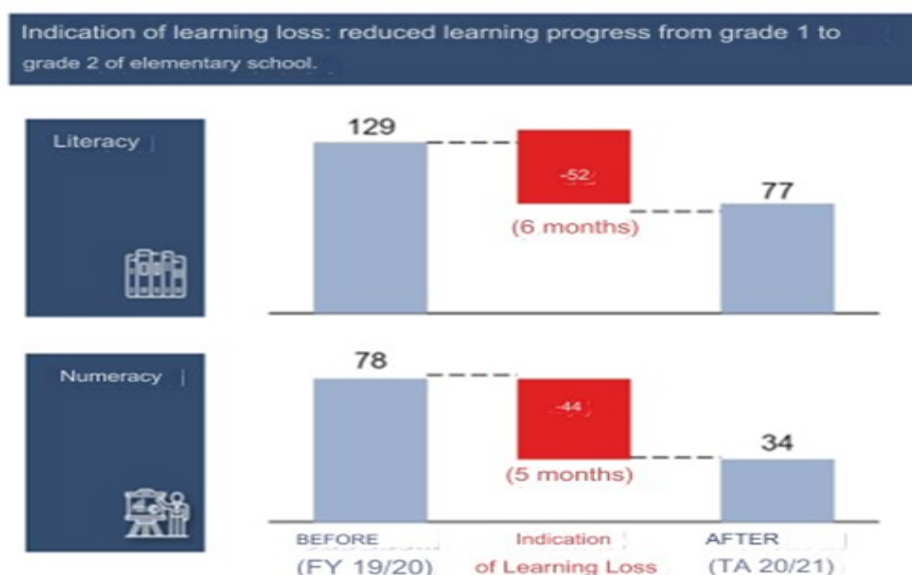 Indication of learning loss: reduced learning progress from grade 1 to
grade 2 of elementary school.
Literacy
129
-52
(6 months)
77
Numeracy
78
-44
(5 months)
34
BEFORE
(FY 19/20)
Indication
of Learning Loss
AFTER
(TA 20/21)